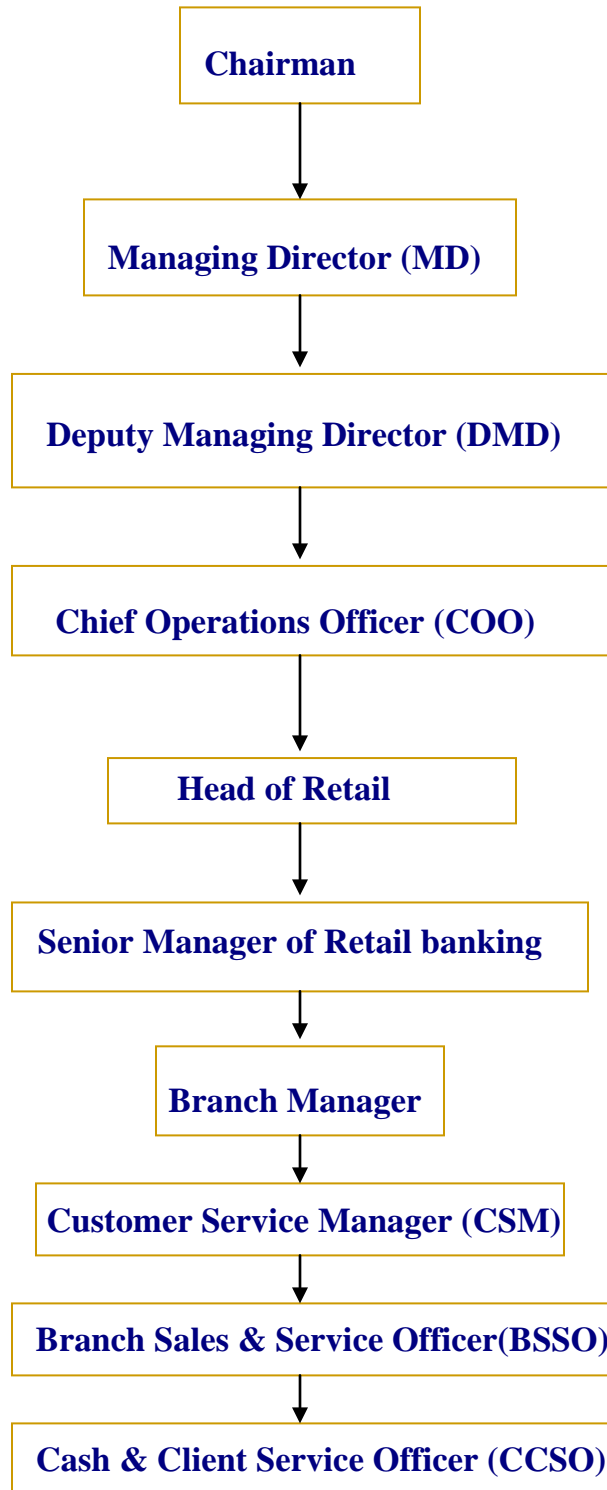 Chairman
Managing Director (MD)
Deputy Managing Director (DMD)
Chief Operations Officer (COO)
Head of Retail
Senior Manager of Retail banking
Branch Manager
Customer Service Manager (CSM)
Branch Sales & Service Officer(BSSO)
Cash & Client Service Officer (CCSO)